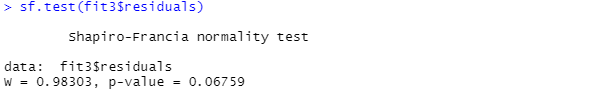 > sf.test(fit3$residuals)
Shapiro-Francia normality test
data:  fit3$residuals
W = 0.98303, p-value = 0.06759